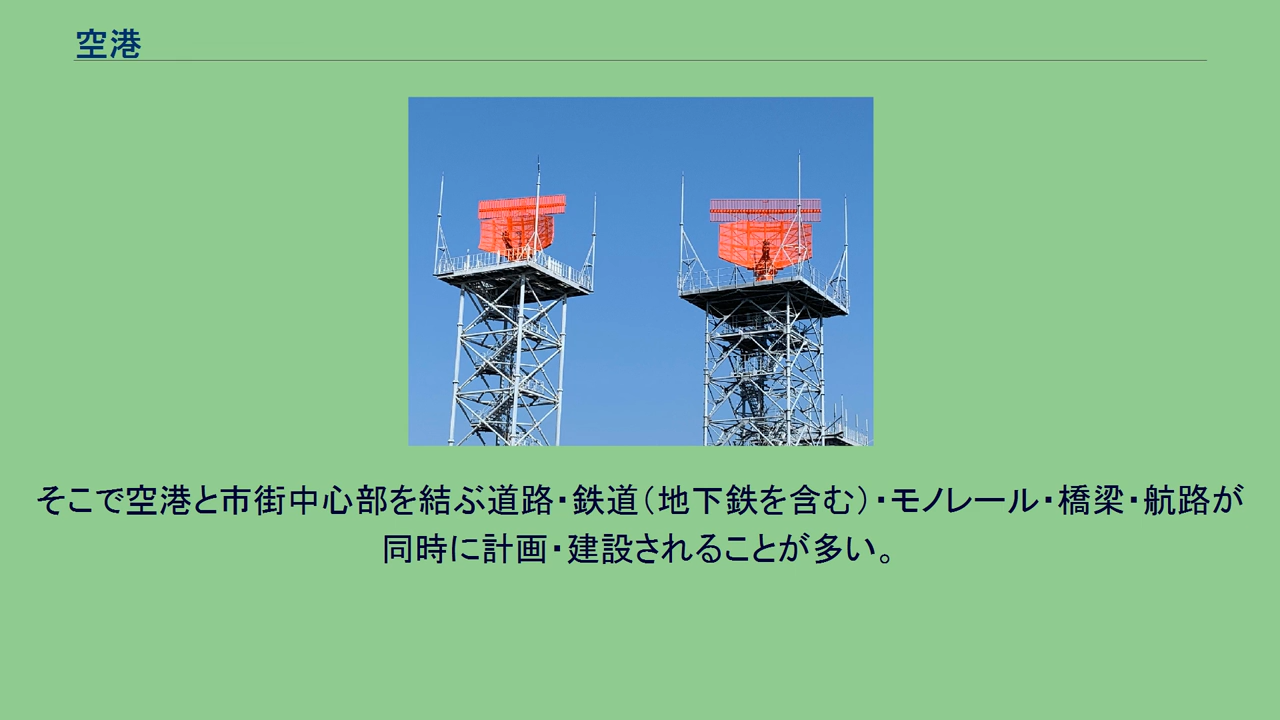 空港
そこで空港と市街中心部を結ぶ道路・鉄道（地下鉄を含む）・モノレール・橋梁・航路が
同時に計画・建設されることが多い。